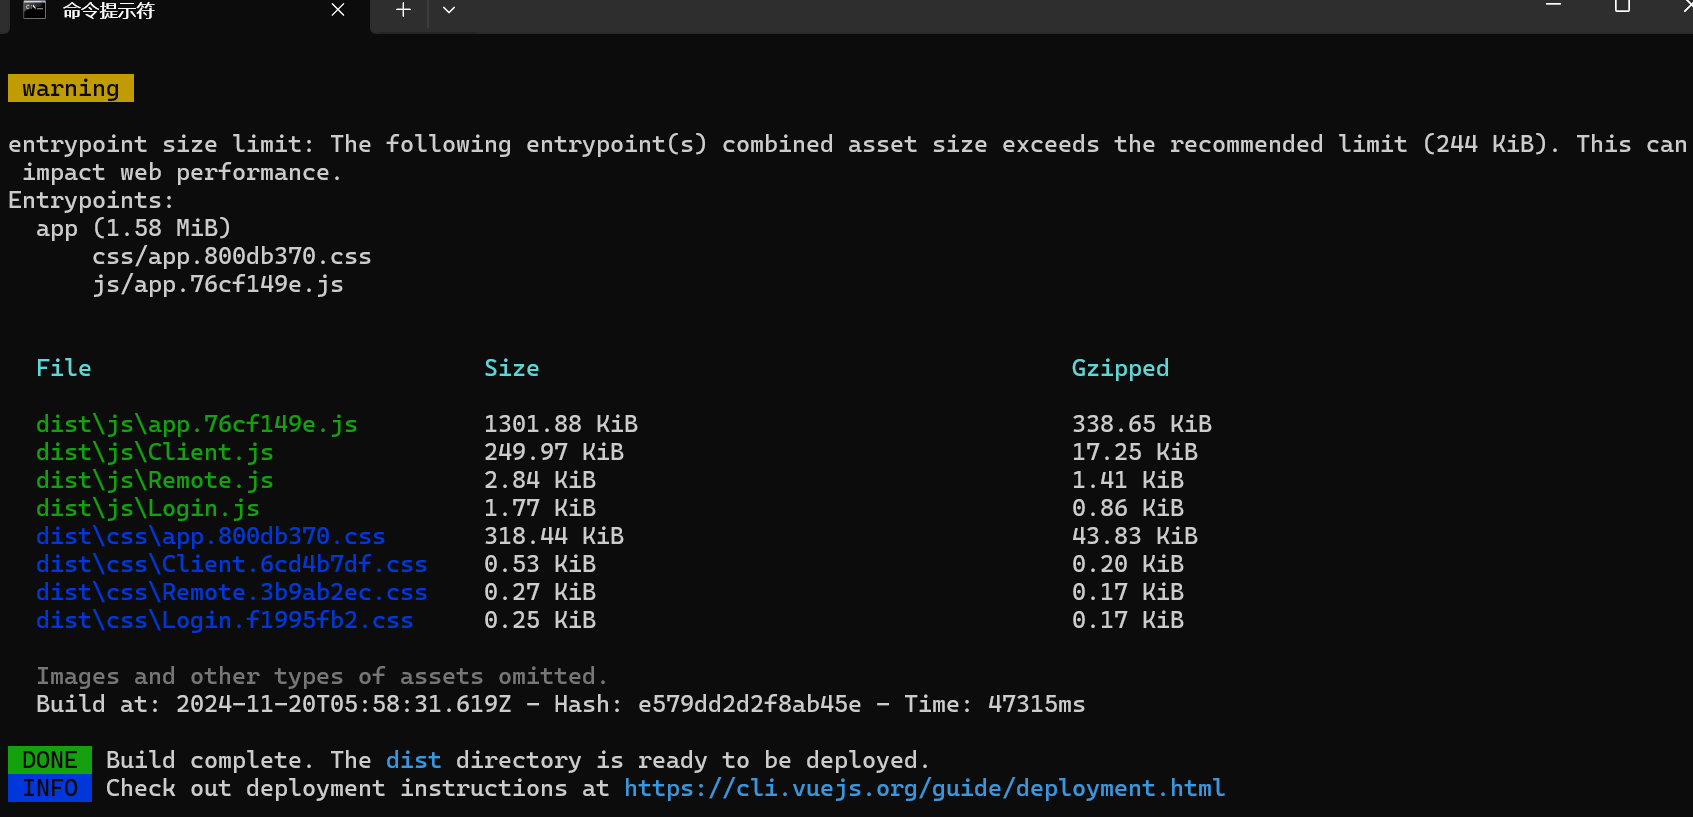 命令提示符
warning
entrypoint size limit: The following entrypoint(s) combined asset size exceeds the recommended limit (244 KiB). This can
impact web performance.
Entrypoints:
app (1.58 MiB)
css/app.800db370.css
js/app.76cf149e.js
File Size Gzipped
dist\js\app.76cf149e.js 1301.88 KiB 338.65 KiB
dist\js\Client.js 249.97 KiB 17.25 KiB
dist\js\Remote.js 2.84 KiB 1.41 KiB
dist\js\Login.js 1.77 KiB 0.86 KiB
dist\css\app.800db370.css 318.44 KiB 43.83 KiB
dist\css\Client.6cd4b7df.css 0.53 KiB 0.20 KiB
dist\css\Remote.3b9ab2ec.css 0.27 KiB 0.17 KiB
dist\css\Login.f1995fb2.css 0.25 KiB 0.17 KiB
Images and other types of assets omitted.
Build at: 2024-11-20T05:58:31.619Z - Hash: e579dd2d2f8ab45e - Time: 47315ms
DONE Build complete. The dist directory is ready to be deployed.
INFO Check out deployment instructions at https://cli.vuejs.org/guide/deployment.html